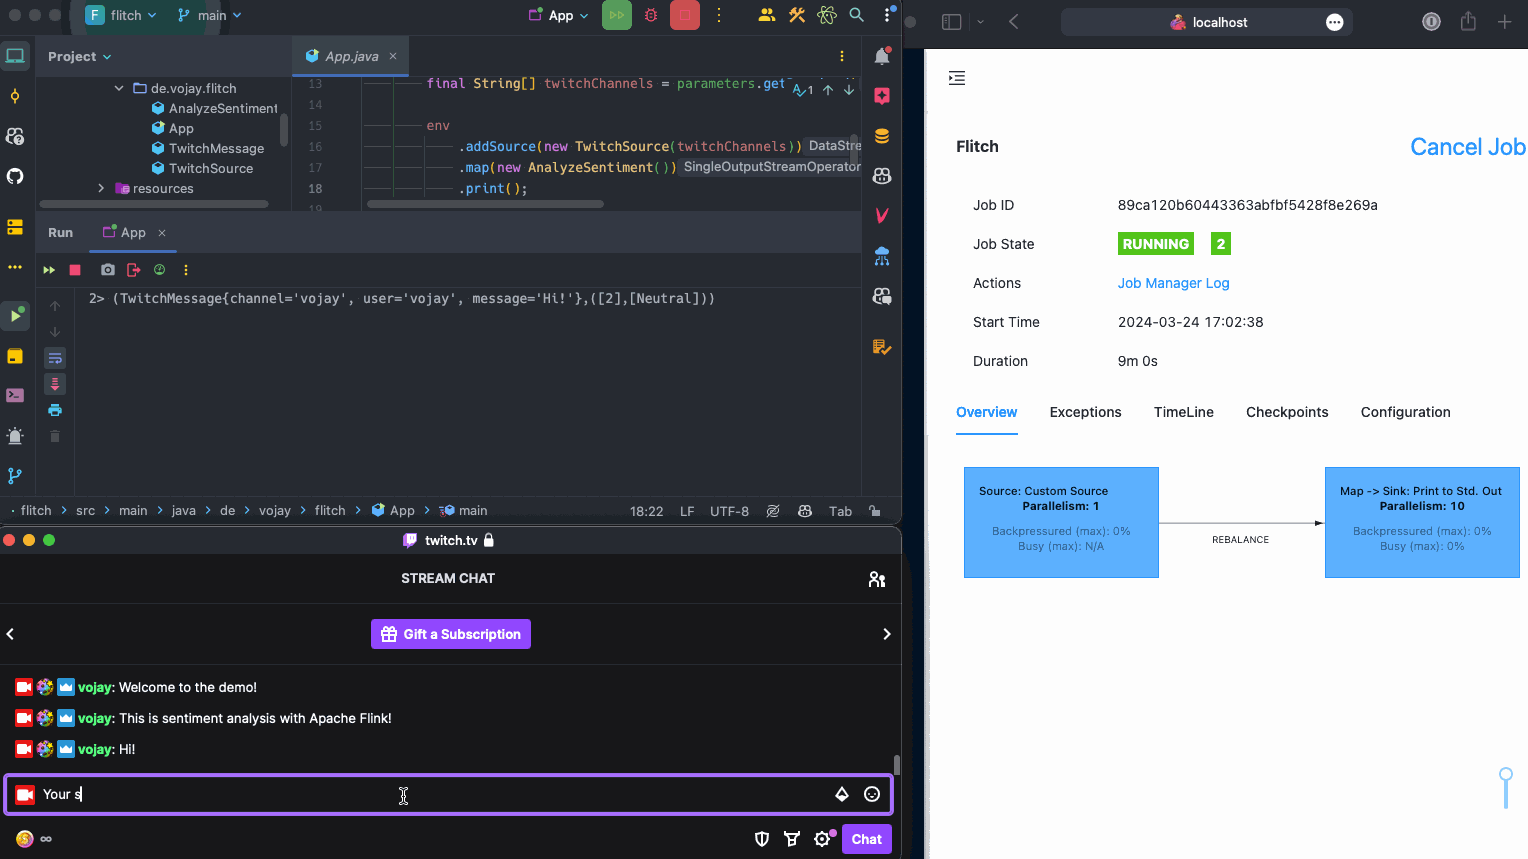 F flitch main
App
Project
App.java
de.vojay.flitch
AnalyzeSentiment
App
TwitchMessage
TwitchSource
resources
13 final String[] twitchChannels = parameters.get
1
14
15 env
16 .addSource(new TwitchSource(twitchChannels)) DataStre
17 .map(new AnalyzeSentiment()) SingleOutputStreamOperator
18 .print();
19
Run App
2> (TwitchMessage{channel='vojay', user='vojay', message='Hi!'},([2],[Neutral]))
flitch > src > main > java > de > vojay > flitch > App > main
18:22 LF UTF-8 Tab
twitch.tv
STREAM CHAT
Gift a Subscription
vojay: Welcome to the demo!
vojay: This is sentiment analysis with Apache Flink!
vojay: Hi!
Your s
Chat
localhost
Flitch
Cancel Job
Job ID 89ca120b60443363abfbf5428f8e269a
Job State RUNNING 2
Actions Job Manager Log
Start Time 2024-03-24 17:02:38
Duration 9m 0s
Overview Exceptions TimeLine Checkpoints Configuration
Source: Custom Source
Parallelism: 1
Backpressured (max): 0%
Busy (max): N/A
REBALANCE
Map -> Sink: Print to Std. Out
Parallelism: 10
Backpressured (max): 0%
Busy (max): 0%